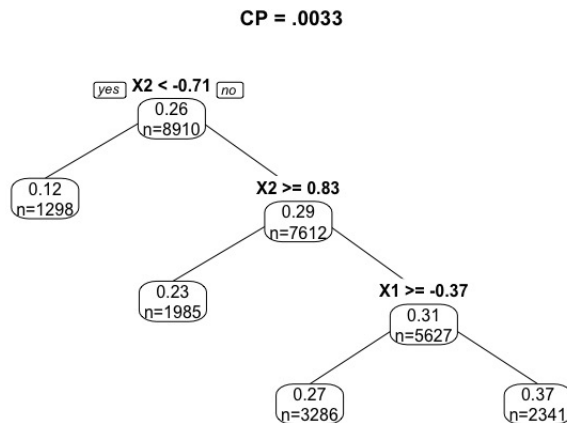 CP = .0033
yes X2 < -0.71 no
0.26
n=8910
0.12
n=1298
X2 >= 0.83
0.29
n=7612
0.23
n=1985
X1 >= -0.37
0.31
n=5627
0.27
n=3286
0.37
n=2341